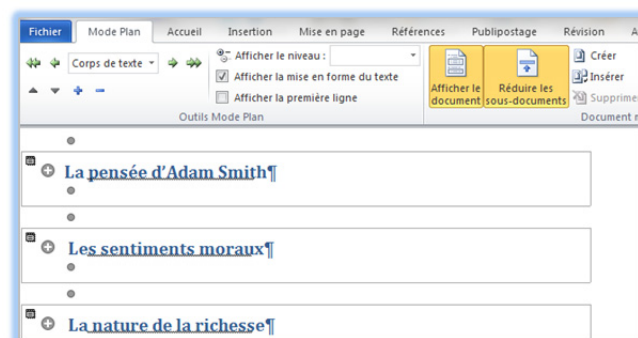 Fichier Mode Plan Accueil Insertion Mise en page Références Publipostage Révision A
Corps de texte Afficher le niveau : Créer
Afficher la mise en forme du texte Insérer
Afficher la première ligne Afficher le document Réduire les sous-documents Supprime
Outils Mode Plan Document
La pensée d'Adam Smith¶
Les sentiments moraux¶
La nature de la richesse¶